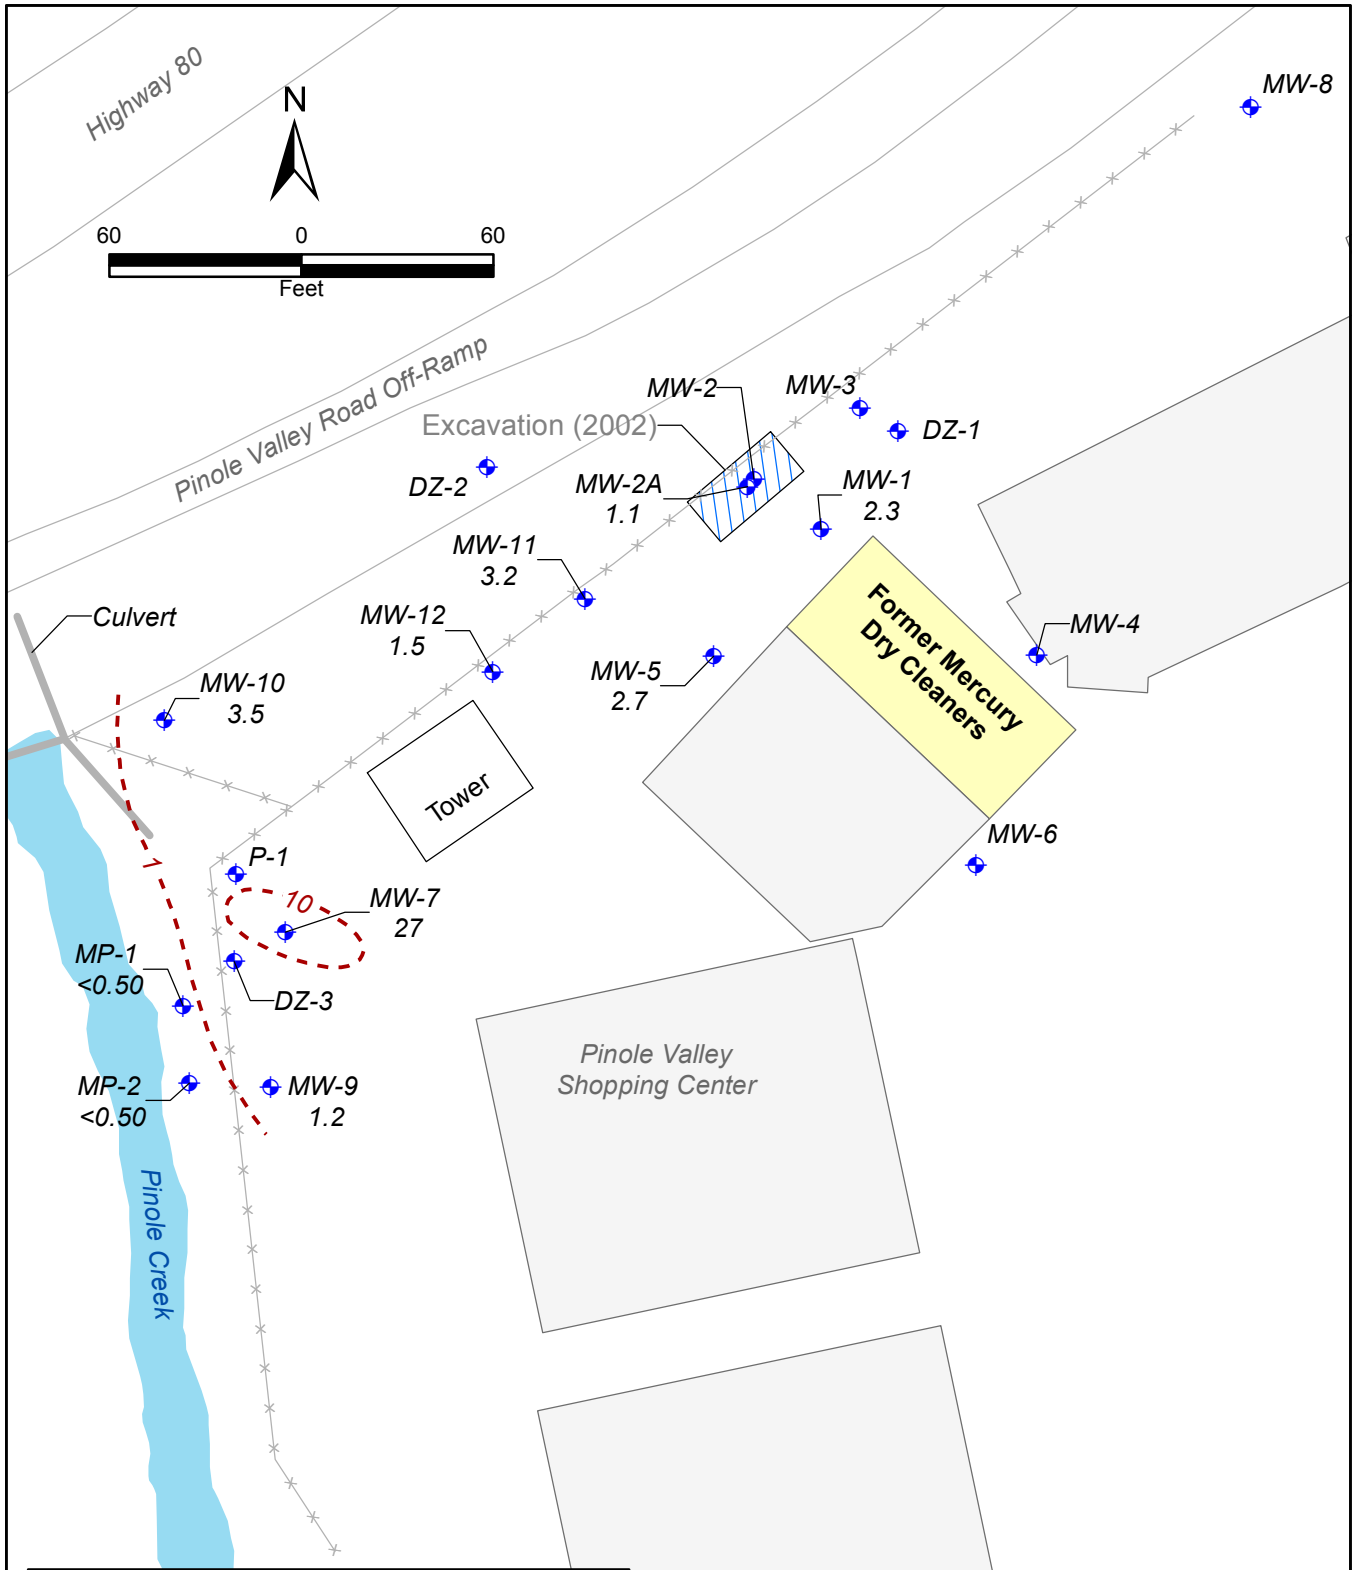 Highway 80
N
MW-8
60 0 60
Feet
Pinole Valley Road Off-Ramp
MW-2
MW-3
Excavation (2002)
DZ-1
DZ-2
MW-2A
1.1
MW-1
2.3
MW-11
3.2
Culvert
MW-12
1.5
Former Mercury
Dry Cleaners
MW-4
MW-5
2.7
MW-10
3.5
Tower
MW-6
1
P-1
10
MW-7
27
MP-1
<0.50
DZ-3
Pinole Valley
Shopping Center
MP-2
<0.50
MW-9
1.2
Pinole Creek